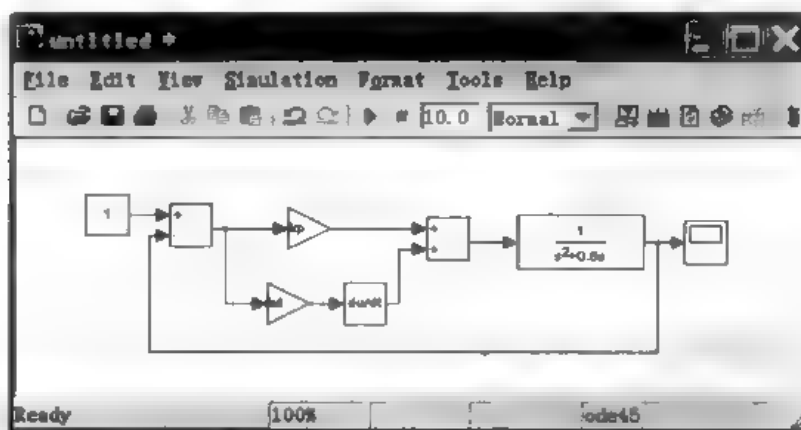 untitled *
File Edit View Simulation Format Tools Help
10.0 Normal
1
1
s²+0.6s
du/dt
Ready 100% ode45